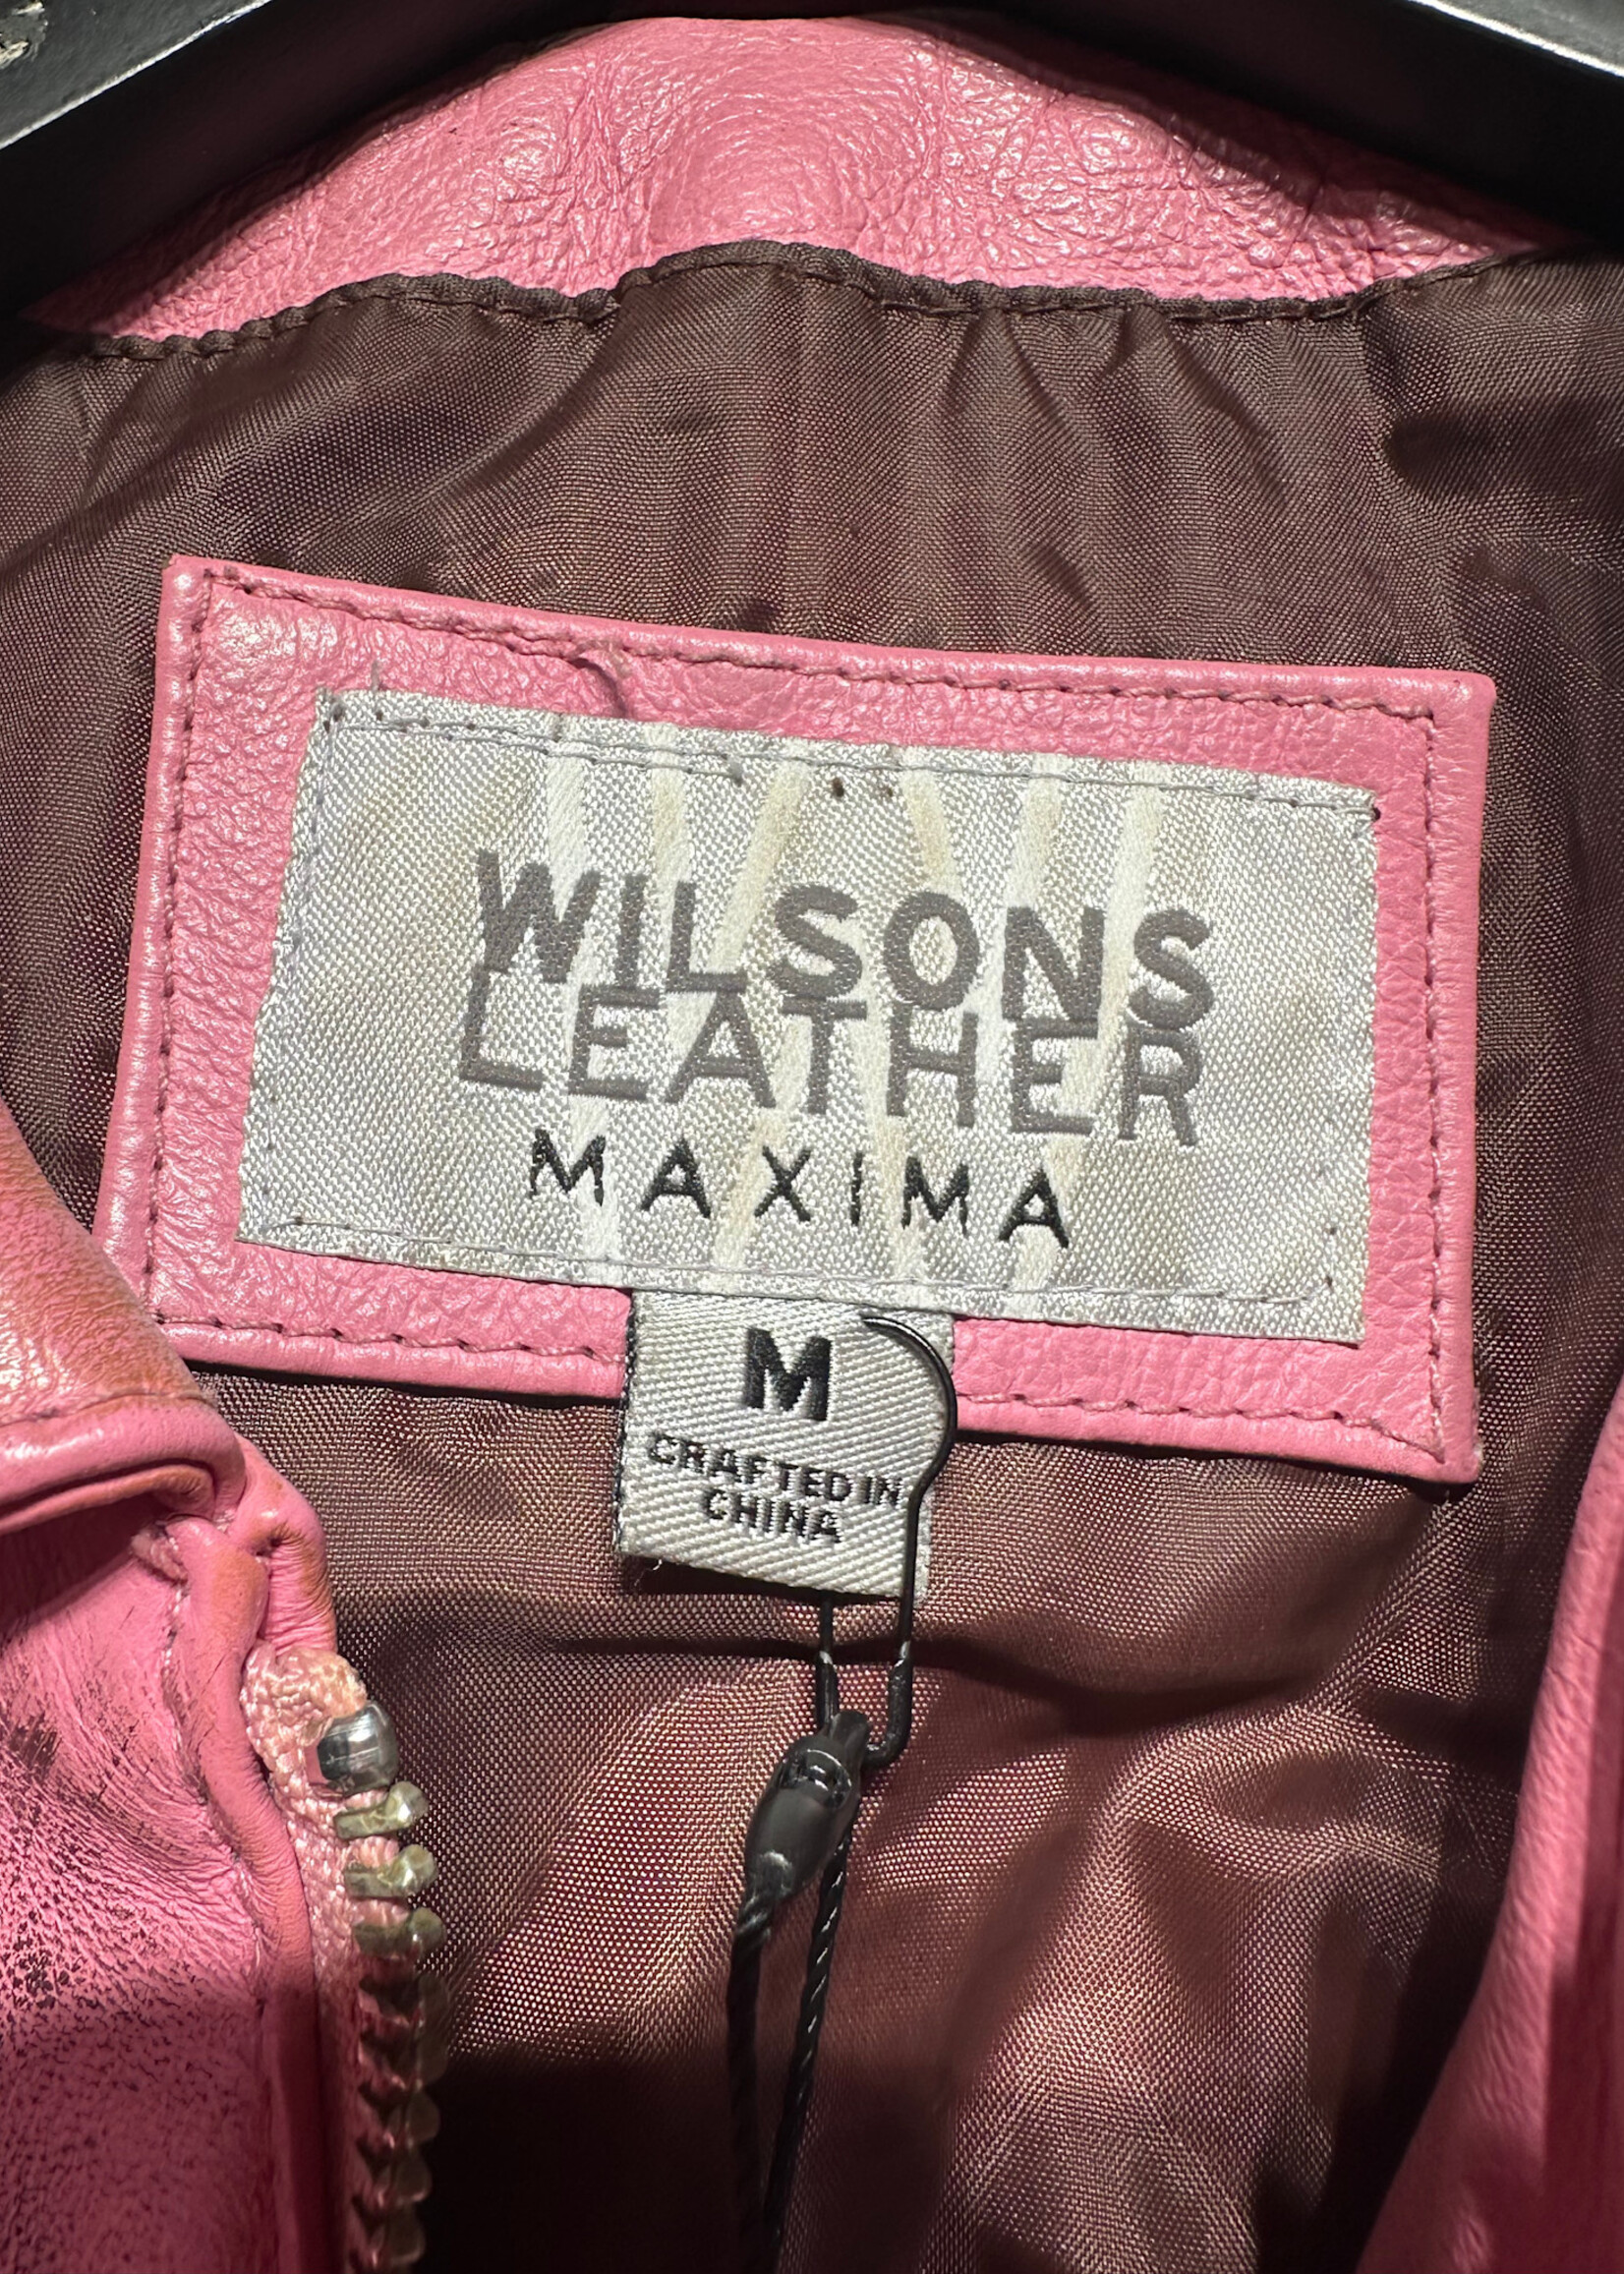 WILSONS
LEATHER
MAXIMA
M
CRAFTED IN
CHINA